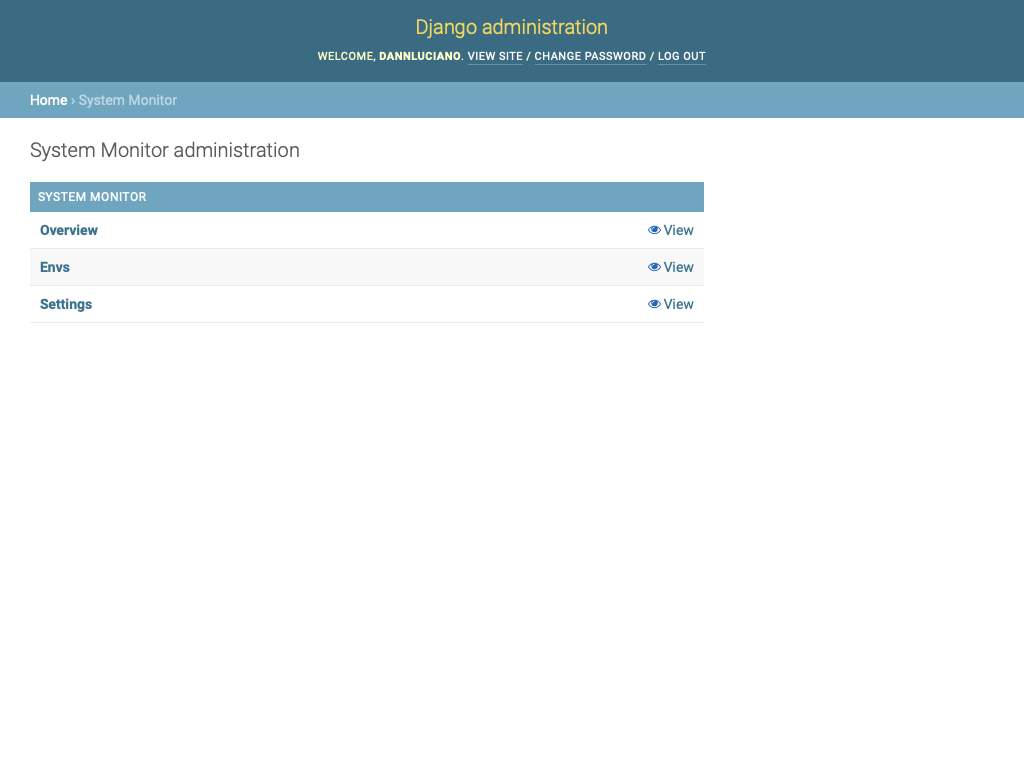 Django administration
WELCOME, DANNLUCIANO. VIEW SITE / CHANGE PASSWORD / LOG OUT
Home › System Monitor
System Monitor administration
SYSTEM MONITOR
Overview View
Envs View
Settings View